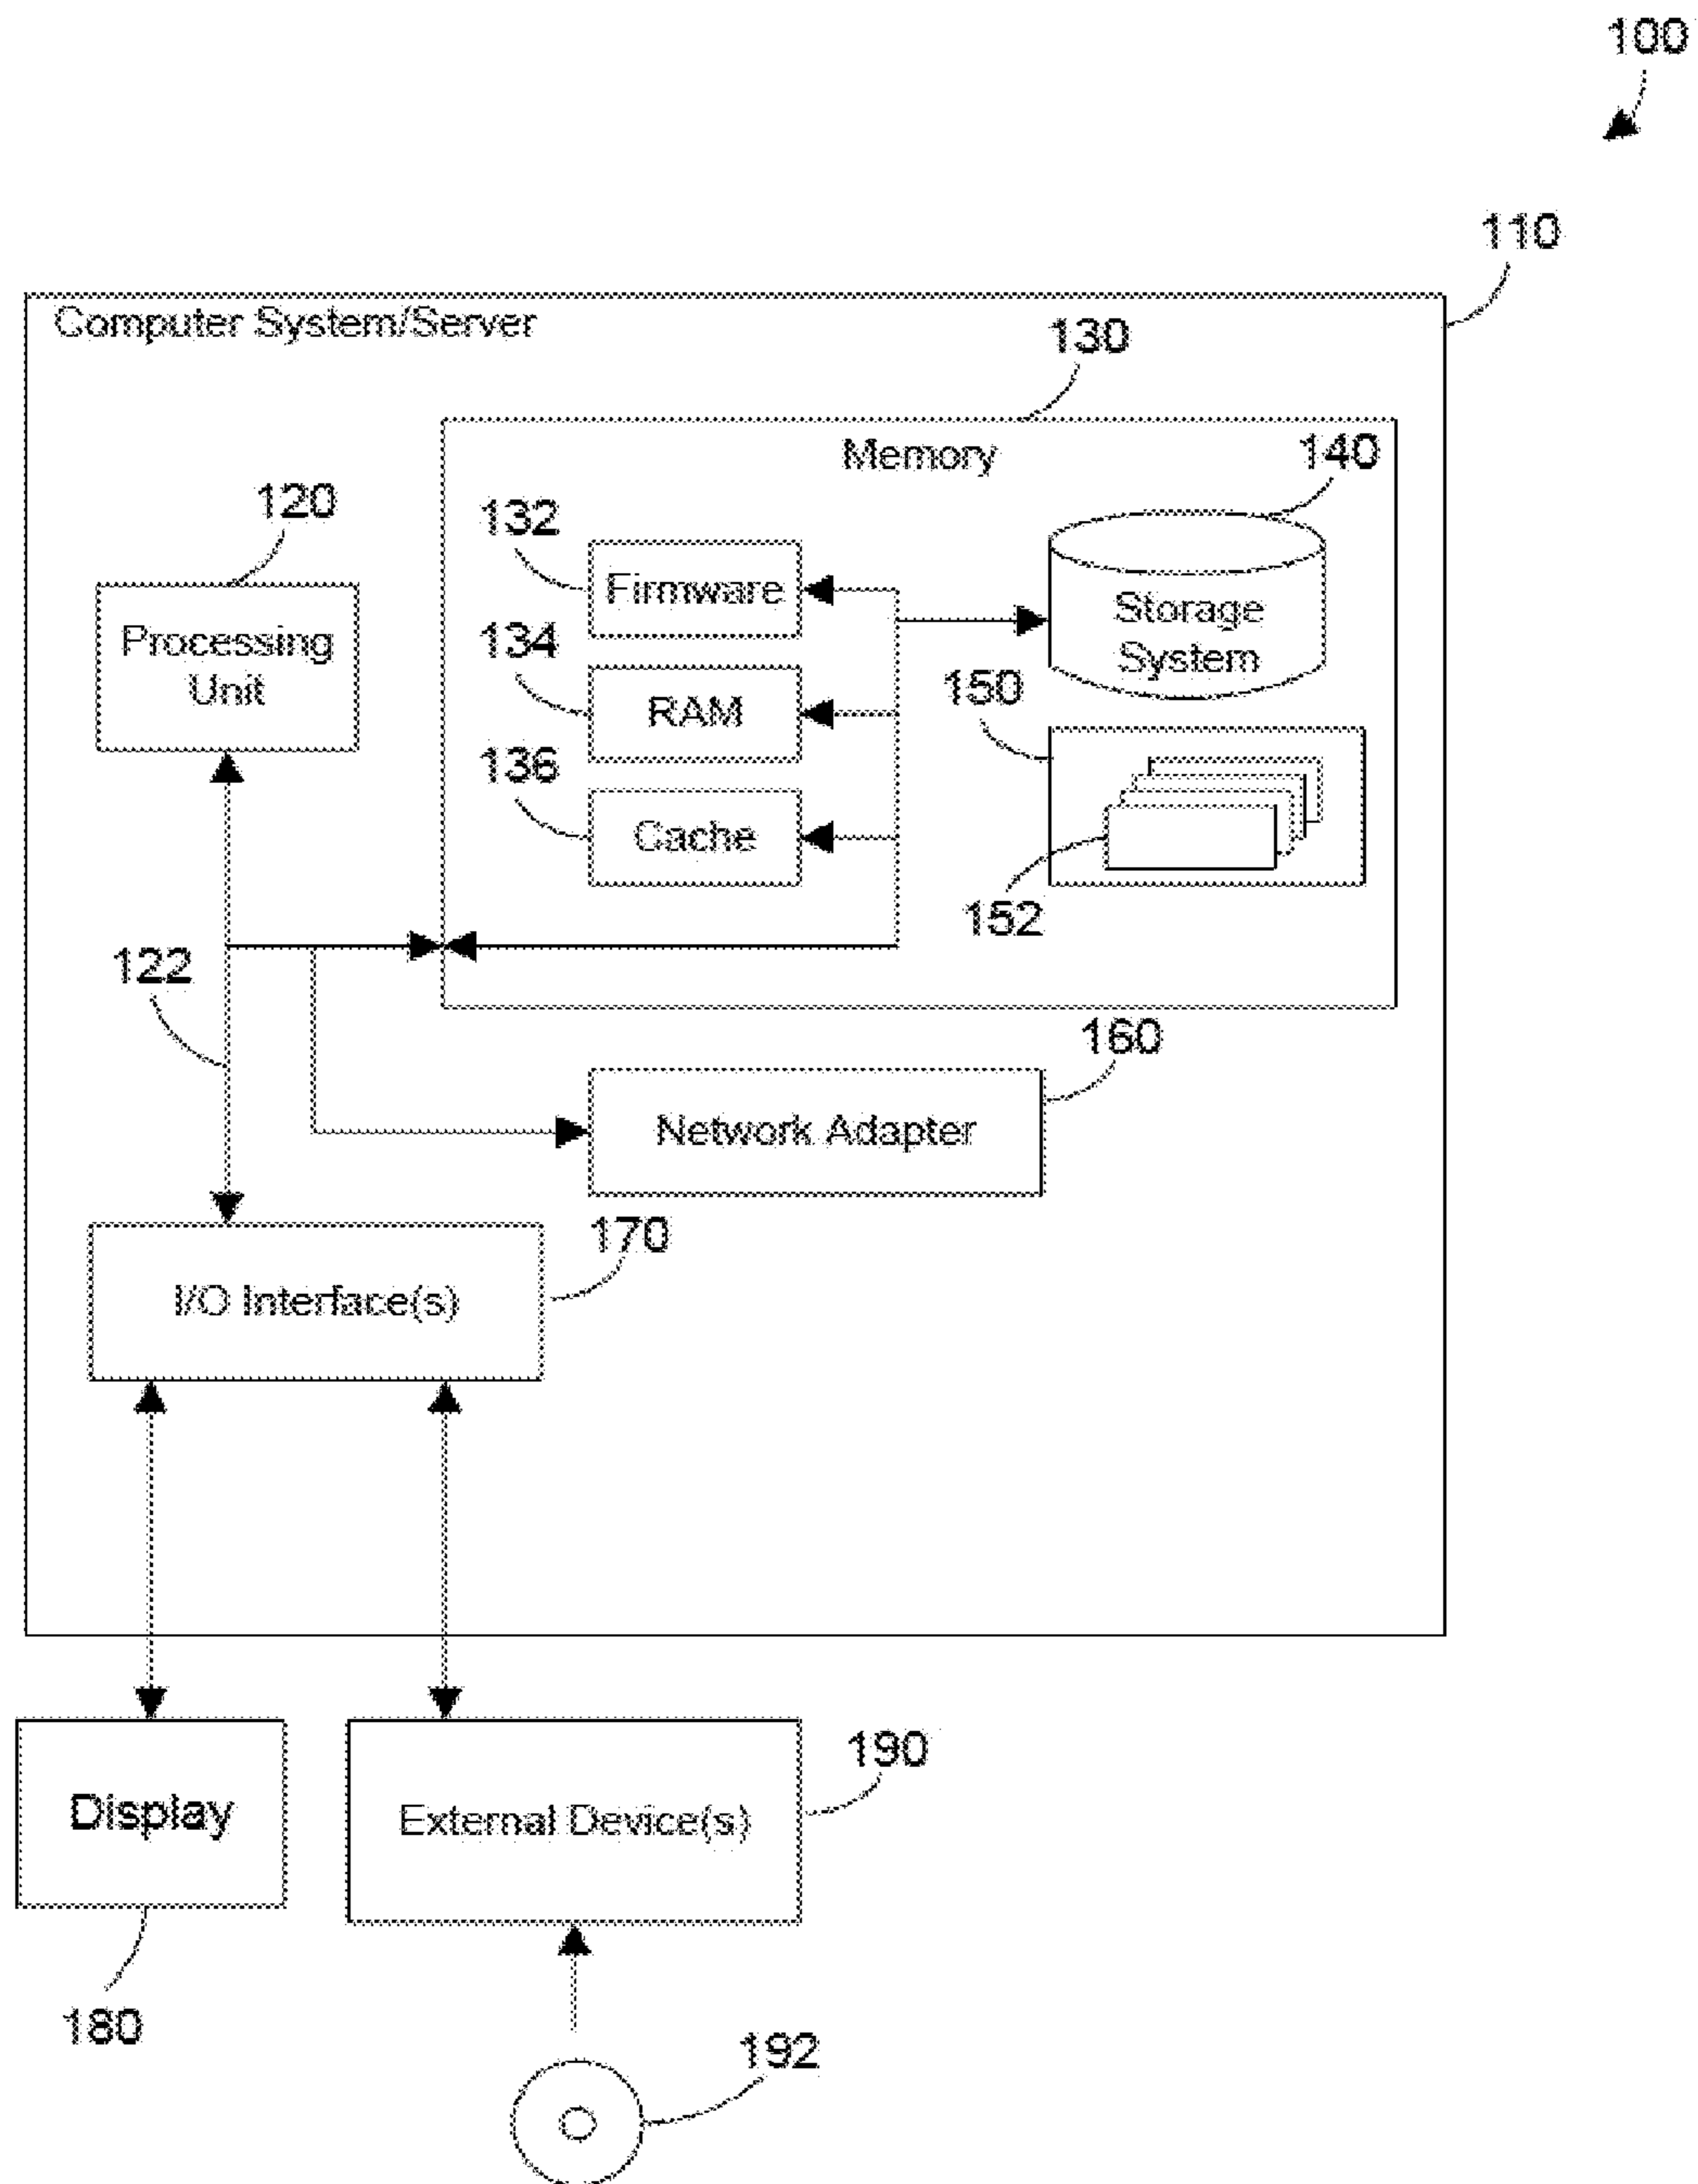 100
110
Computer System/Server
130
Memory
140
120
132
Firmware
Processing
Unit
Storage
System
134
RAM
150
136
Cache
152
122
160
Network Adapter
170
I/O Interface(s)
190
Display
External Device(s)
180
192